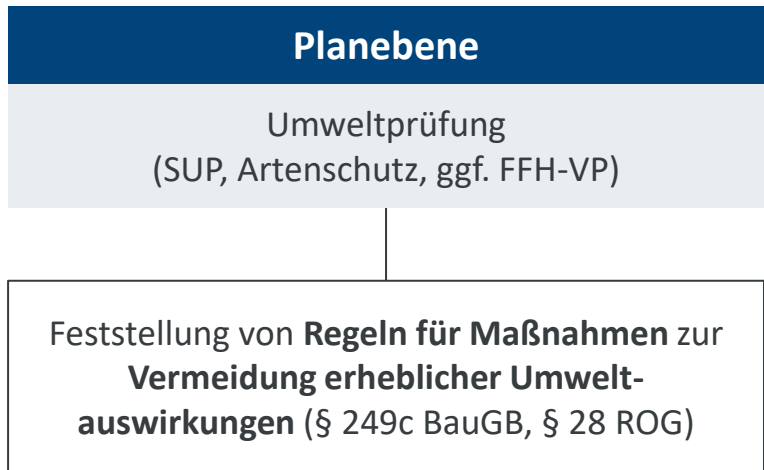 Planebene
Umweltprüfung
(SUP, Artenschutz, ggf. FFH-VP)
Feststellung von Regeln für Maßnahmen zur
Vermeidung erheblicher Umwelt-
auswirkungen (§ 249c BauGB, § 28 ROG)